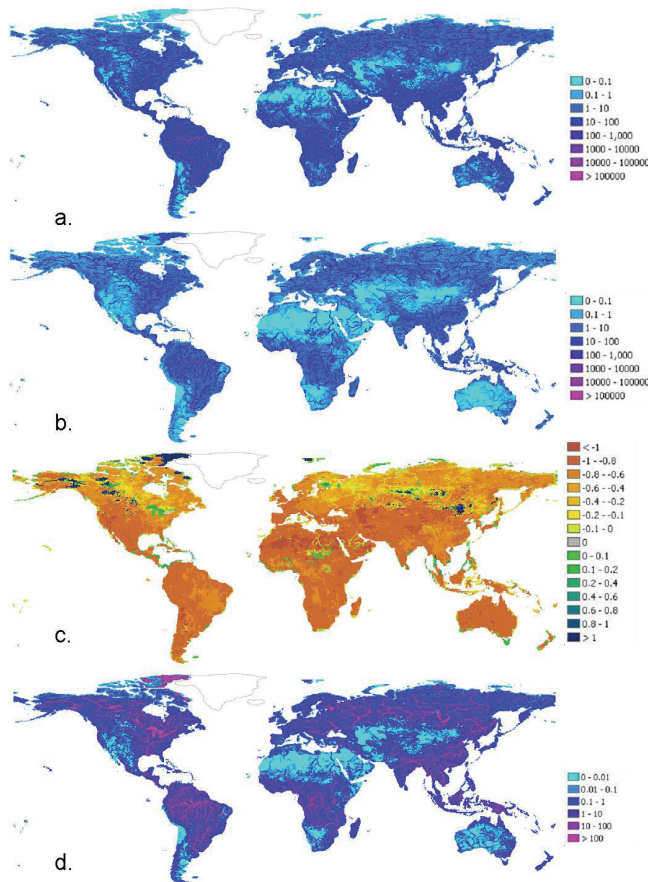 0 - 0.1
0.1 - 1
1 - 10
10 - 100
100 - 1,000
1000 - 10000
10000 - 100000
> 100000
a.
0 - 0.1
0.1 - 1
1 - 10
10 - 100
100 - 1,000
1000 - 10000
10000 - 100000
> 100000
b.
< -1
-1 - -0.8
-0.8 - -0.6
-0.6 - -0.4
-0.4 - -0.2
-0.2 - -0.1
-0.1 - 0
0
0 - 0.1
0.1 - 0.2
0.2 - 0.4
0.4 - 0.6
0.6 - 0.8
0.8 - 1
> 1
c.
0 - 0.01
0.01 - 0.1
0.1 - 1
1 - 10
10 - 100
> 100
d.